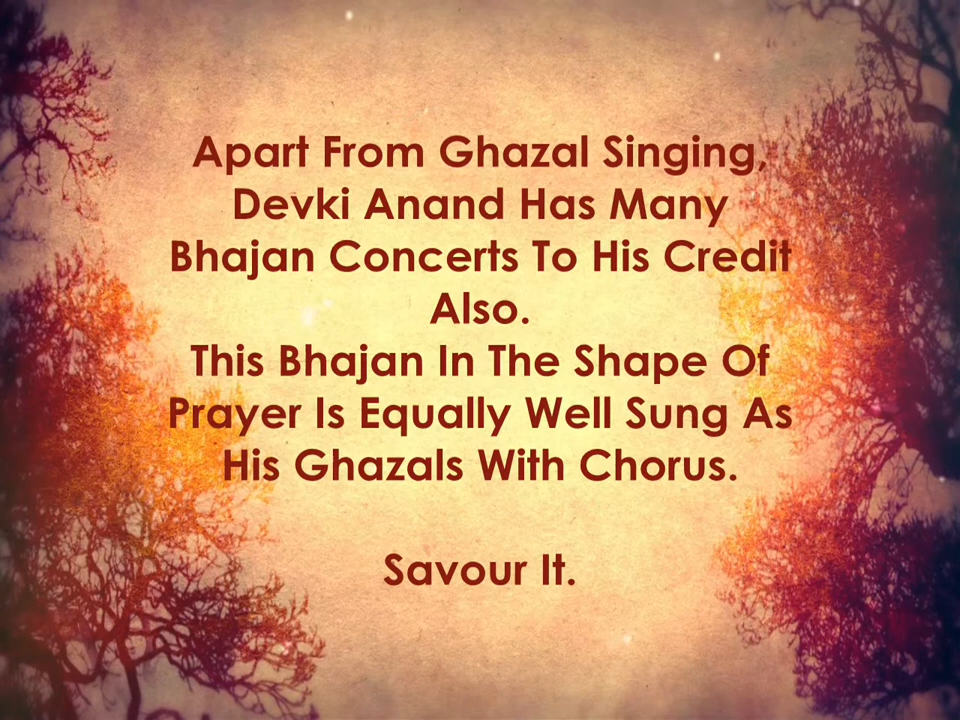 Apart From Ghazal Singing,
Devki Anand Has Many
Bhajan Concerts To His Credit
Also.
This Bhajan In The Shape Of
Prayer Is Equally Well Sung As
His Ghazals With Chorus.
Savour It.